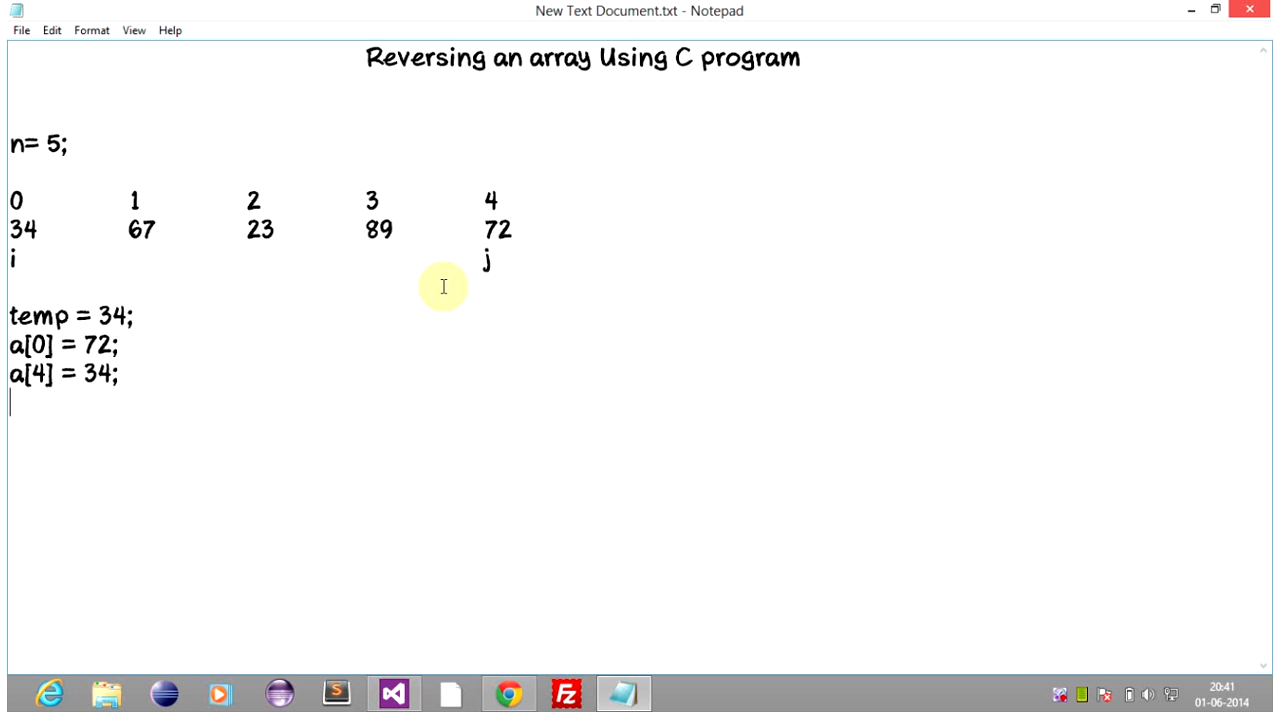 New Text Document.txt - Notepad
File Edit Format View Help
Reversing an array Using C program
n= 5;
0 1 2 3 4
34 67 23 89 72
i j
temp = 34;
a[0] = 72;
a[4] = 34;
20:41
01-06-2014